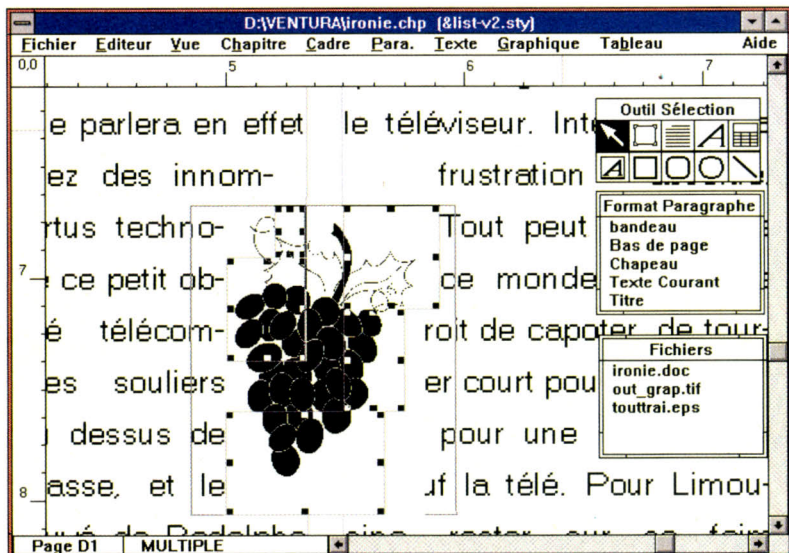 D:\VENTURA\ironie.chp (&list-v2.sty)
Fichier Editeur Vue Chapitre Cadre Para. Texte Graphique Tableau Aide
0,0 5 6 7
Outil Sélection
e parlera en effet le téléviseur.
ez des innom- frustration
Format Paragraphe
bandeau
Bas de page
Chapeau
Texte Courant
Titre
rtus techno- Tout peut
7
ce petit ob- ce monde
é télécom- roit de capoter de tour-
Fichiers
ironie.doc
out_grap.tif
touttrai.eps
es souliers er court pou
dessus de pour une
8
asse, et le uf la télé. Pour Limou-
Page D1 MULTIPLE